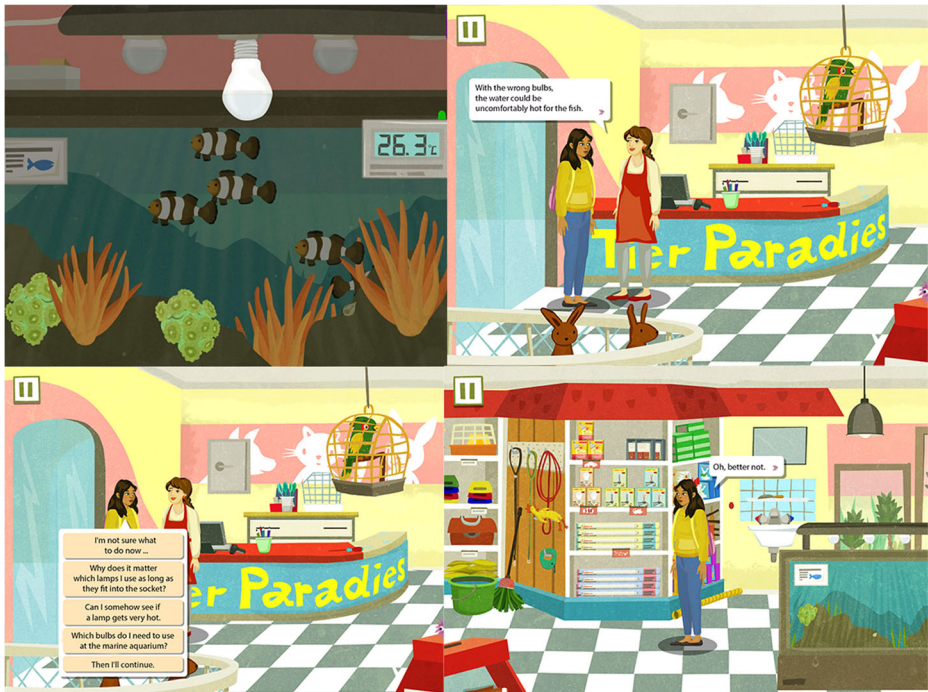 26.3°C
With the wrong bulbs,
the water could be
uncomfortably hot for the fish.
Tier Paradies
I'm not sure what
to do now ...
Why does it matter
which lamps I use as long as
they fit into the socket?
Can I somehow see if
a lamp gets very hot.
Which bulbs do I need to use
at the marine aquarium?
Then I'll continue.
er Paradies
Oh, better not.